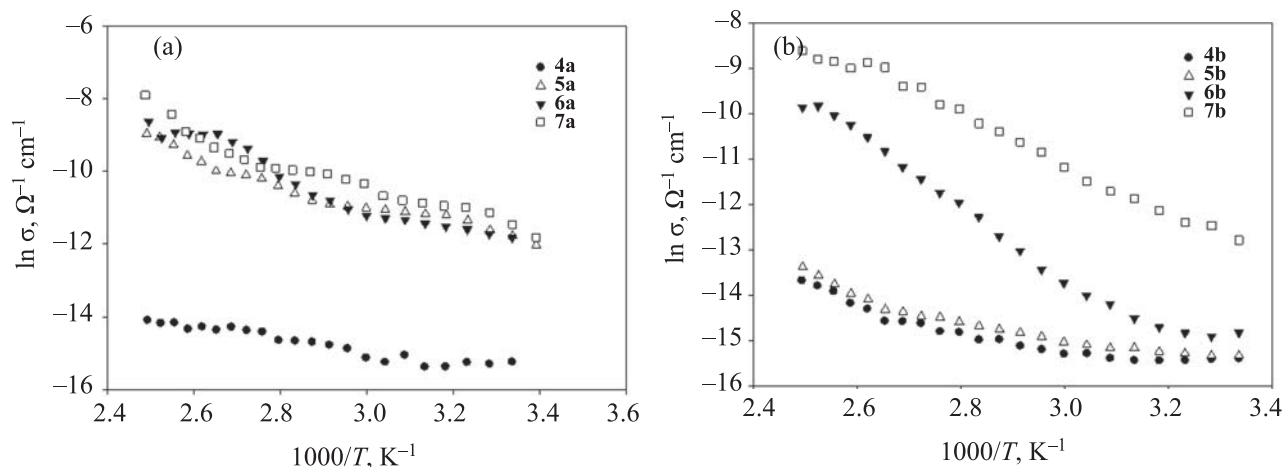 (a)
ln σ, Ω⁻¹ cm⁻¹
−6
−8
−10
−12
−14
−16
4a
5a
6a
7a
2.4 2.6 2.8 3.0 3.2 3.4 3.6
1000/T, K⁻¹
(b)
ln σ, Ω⁻¹ cm⁻¹
−8
−9
−10
−11
−12
−13
−14
−15
−16
4b
5b
6b
7b
2.4 2.6 2.8 3.0 3.2 3.4
1000/T, K⁻¹